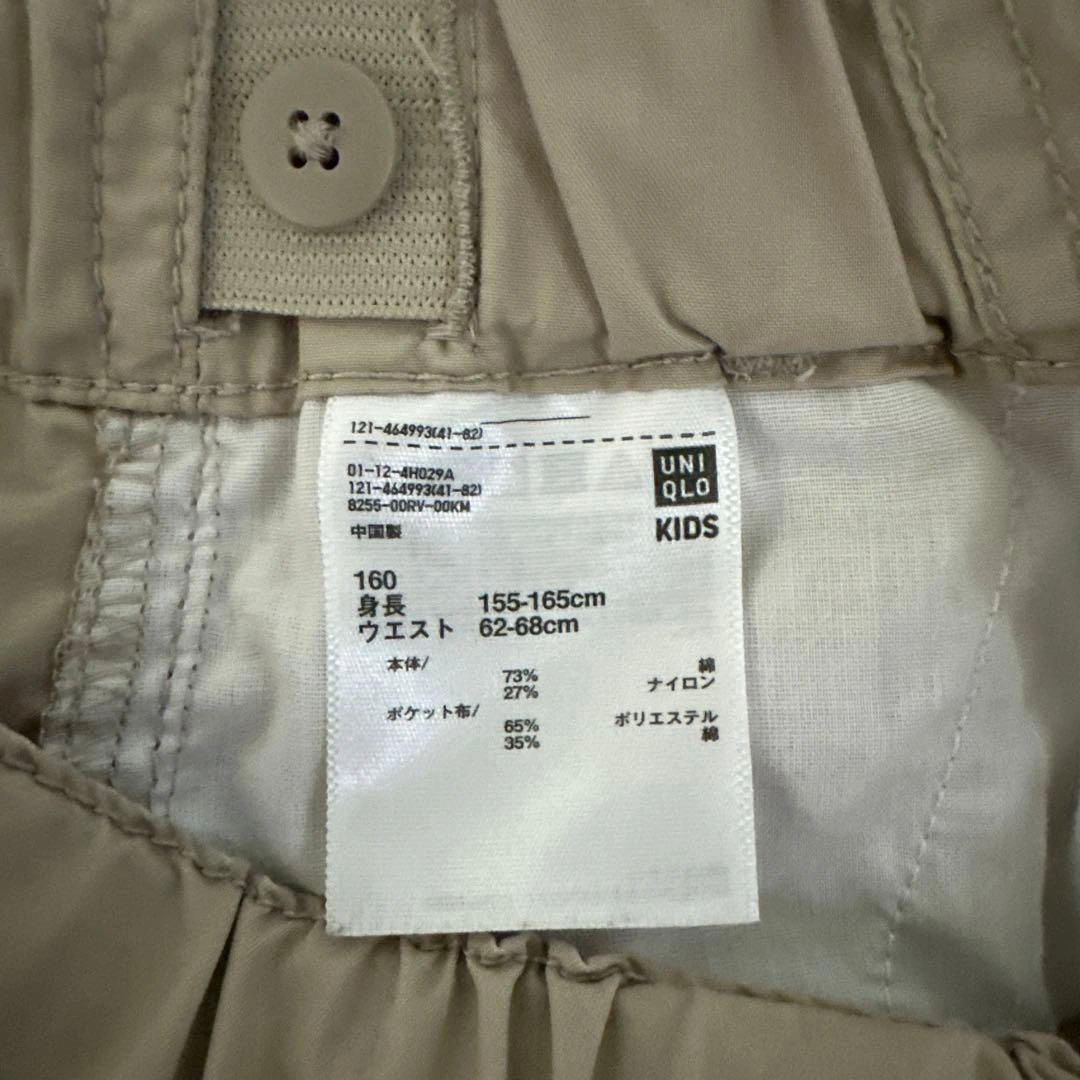 121-464993(41-82)
01-12-4H029A
121-464993(41-82)
8255-00RV-00KM
中国製
UNI
QLO
KIDS
160
身長 155-165cm
ウエスト 62-68cm
本体/ 73% 綿
27% ナイロン
ポケット布/ 65% ポリエステル
35% 綿